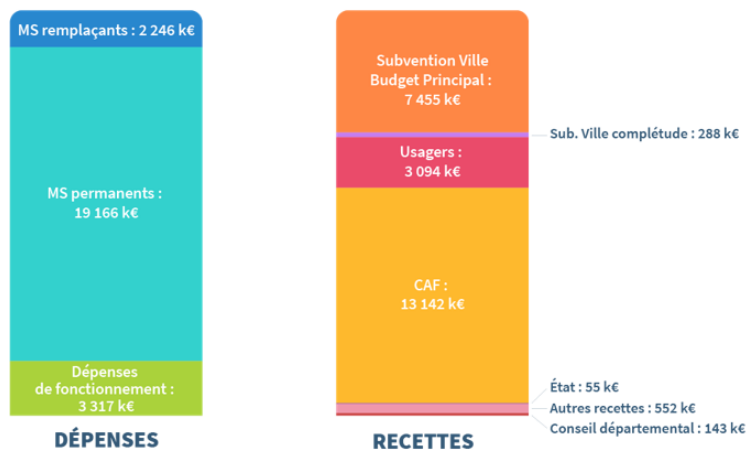 MS remplaçants : 2 246 k€
MS permanents :
19 166 k€
Dépenses
de fonctionnement :
3 317 k€
DÉPENSES
Subvention Ville
Budget Principal :
7 455 k€
Sub. Ville complétude : 288 k€
Usagers :
3 094 k€
CAF :
13 142 k€
État : 55 k€
Autres recettes : 552 k€
Conseil départemental : 143 k€
RECETTES